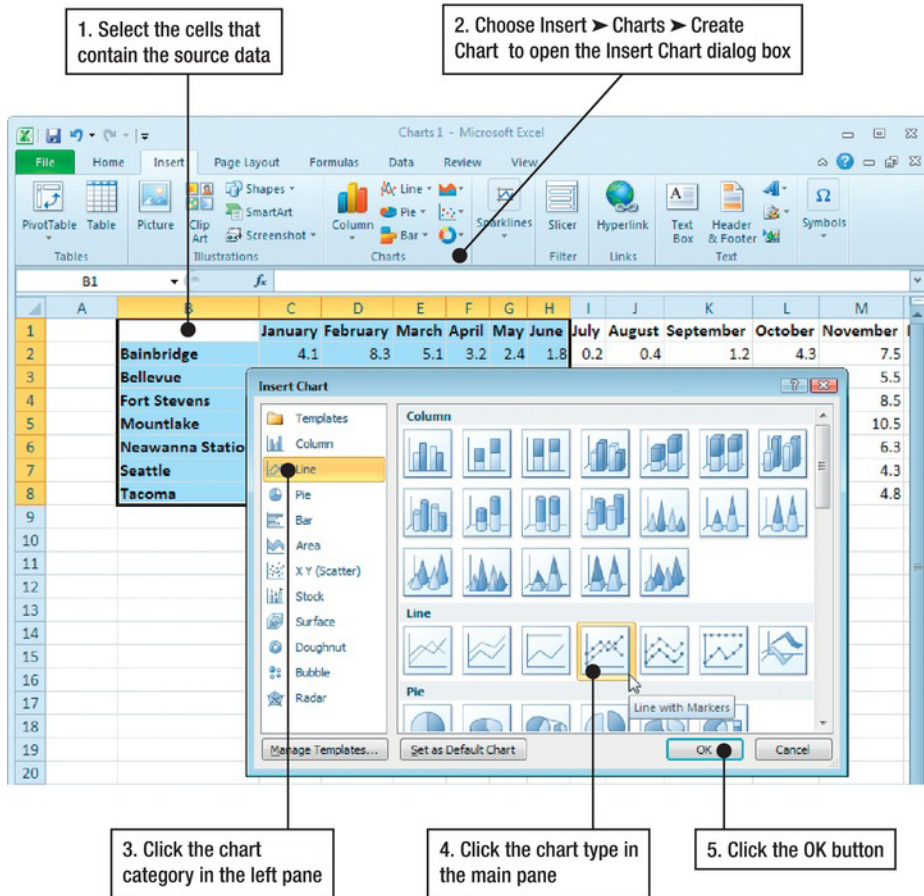 1. Select the cells that
contain the source data
2. Choose Insert ➤ Charts ➤ Create
Chart to open the Insert Chart dialog box
Charts 1 - Microsoft Excel
File Home Insert Page Layout Formulas Data Review View
PivotTable Table Picture Clip Art Shapes SmartArt Screenshot Column Line Pie Bar Sparklines Slicer Hyperlink Text Box Header & Footer Symbols
Tables Illustrations Charts Filter Links Text
B1 fx
A B C D E F G H I J K L M
1 January February March April May June July August September October November
2 Bainbridge 4.1 8.3 5.1 3.2 2.4 1.8 0.2 0.4 1.2 4.3 7.5
3 Bellevue 5.5
4 Fort Stevens 8.5
5 Mountlake 10.5
6 Neawanna Statio 6.3
7 Seattle 4.3
8 Tacoma 4.8
9
10
11
12
13
14
15
16
17
18
19
20
Insert Chart
Templates
Column
Line
Pie
Bar
Area
X Y (Scatter)
Stock
Surface
Doughnut
Bubble
Radar
Column
Line
Pie
Line with Markers
Manage Templates... Set as Default Chart OK Cancel
3. Click the chart
category in the left pane
4. Click the chart type in
the main pane
5. Click the OK button